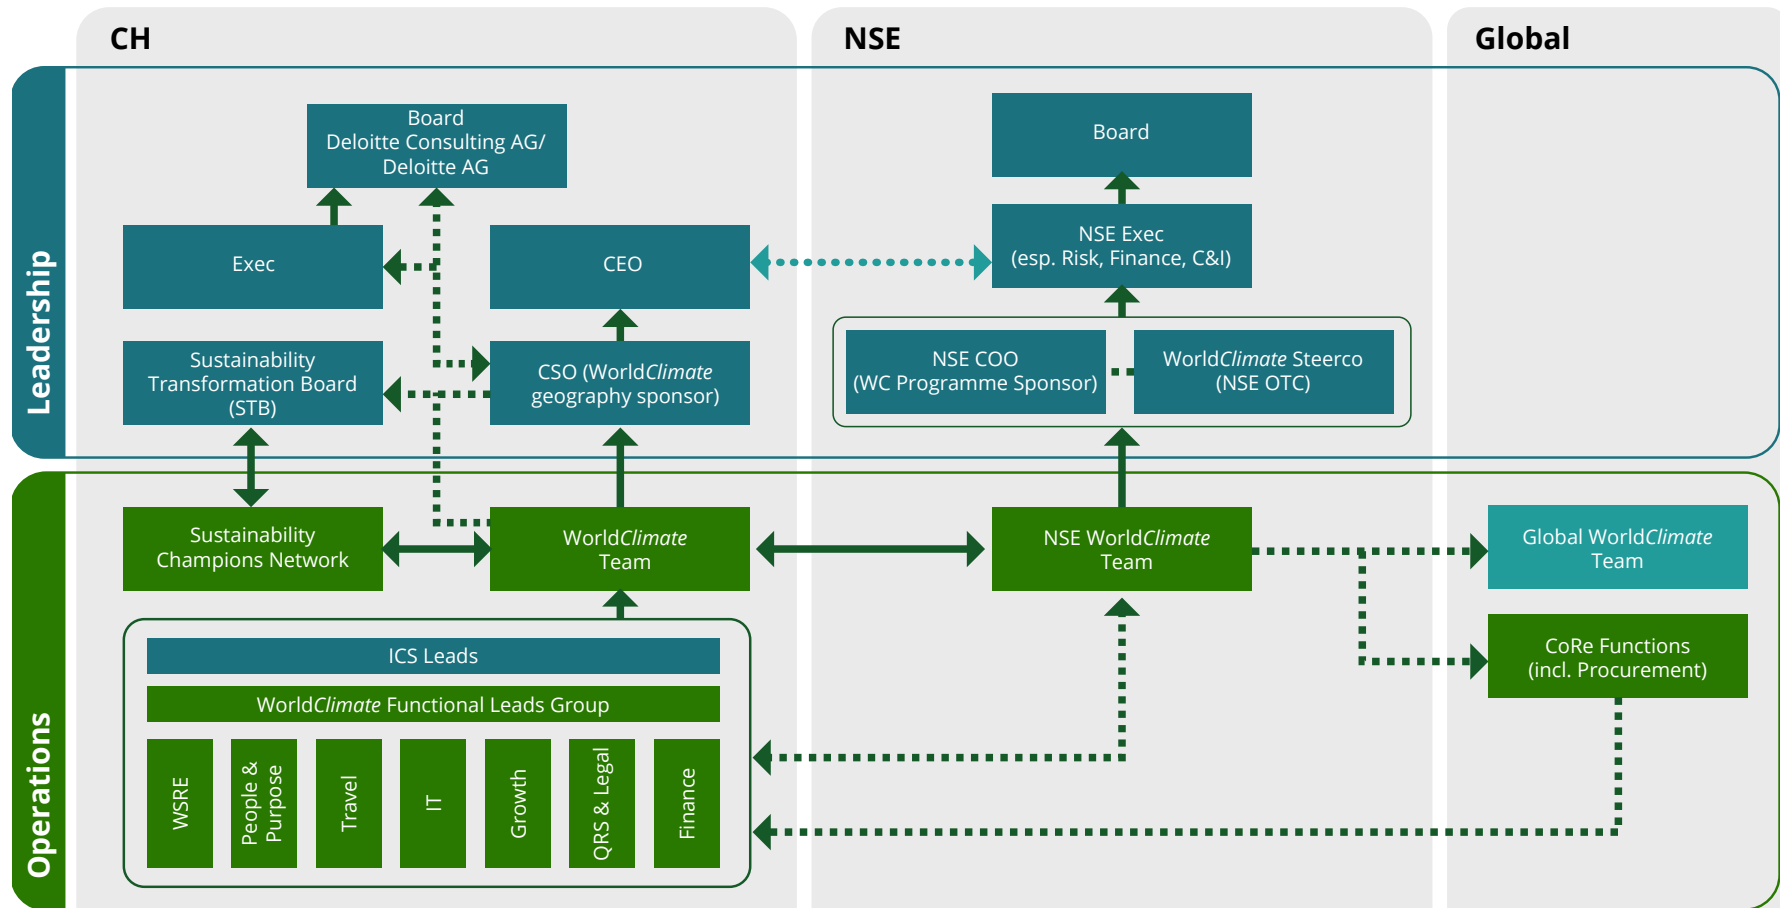 CH
NSE
Global
Leadership
Board
Deloitte Consulting AG/
Deloitte AG
Board
Exec
CEO
NSE Exec
(esp. Risk, Finance, C&I)
Sustainability
Transformation Board
(STB)
CSO (WorldClimate
geography sponsor)
NSE COO
(WC Programme Sponsor)
WorldClimate Steerco
(NSE OTC)
Operations
Sustainability
Champions Network
WorldClimate
Team
NSE WorldClimate
Team
Global WorldClimate
Team
CoRe Functions
(incl. Procurement)
ICS Leads
WorldClimate Functional Leads Group
WSRE
People &
Purpose
Travel
IT
Growth
QRS & Legal
Finance